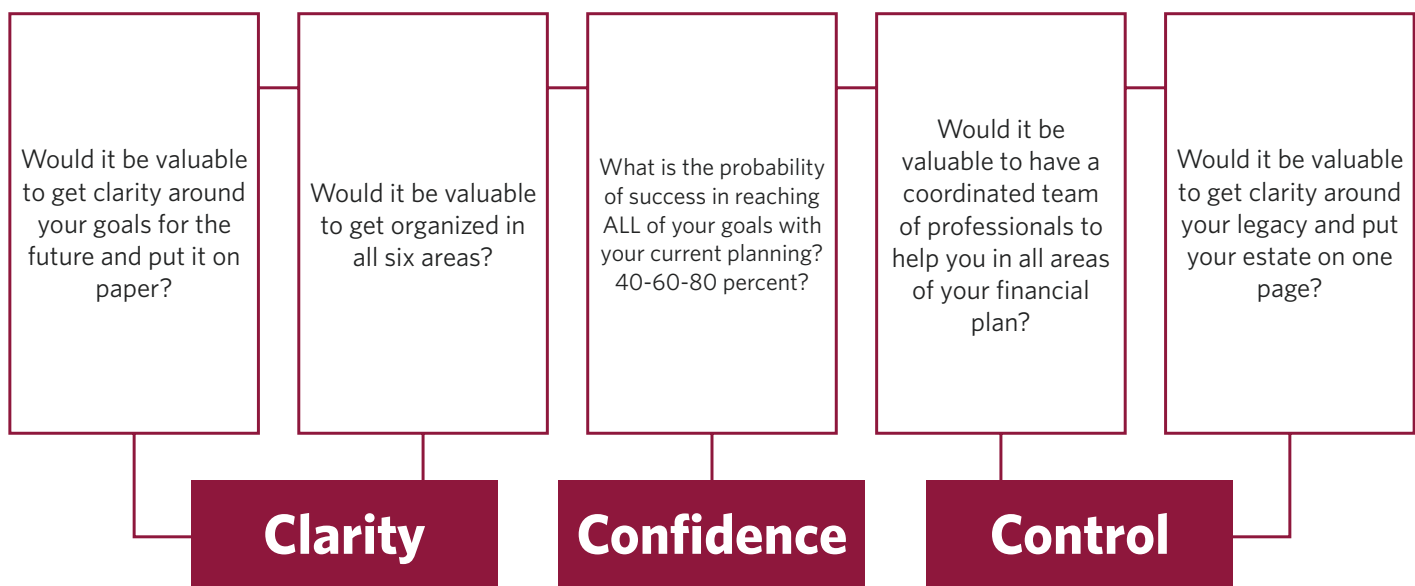 Would it be valuable
to get clarity around
your goals for the
future and put it on
paper?
Would it be valuable
to get organized in
all six areas?
What is the probability
of success in reaching
ALL of your goals with
your current planning?
40-60-80 percent?
Would it be
valuable to have a
coordinated team
of professionals to
help you in all areas
of your financial
plan?
Would it be valuable
to get clarity around
your legacy and put
your estate on one
page?
Clarity
Confidence
Control